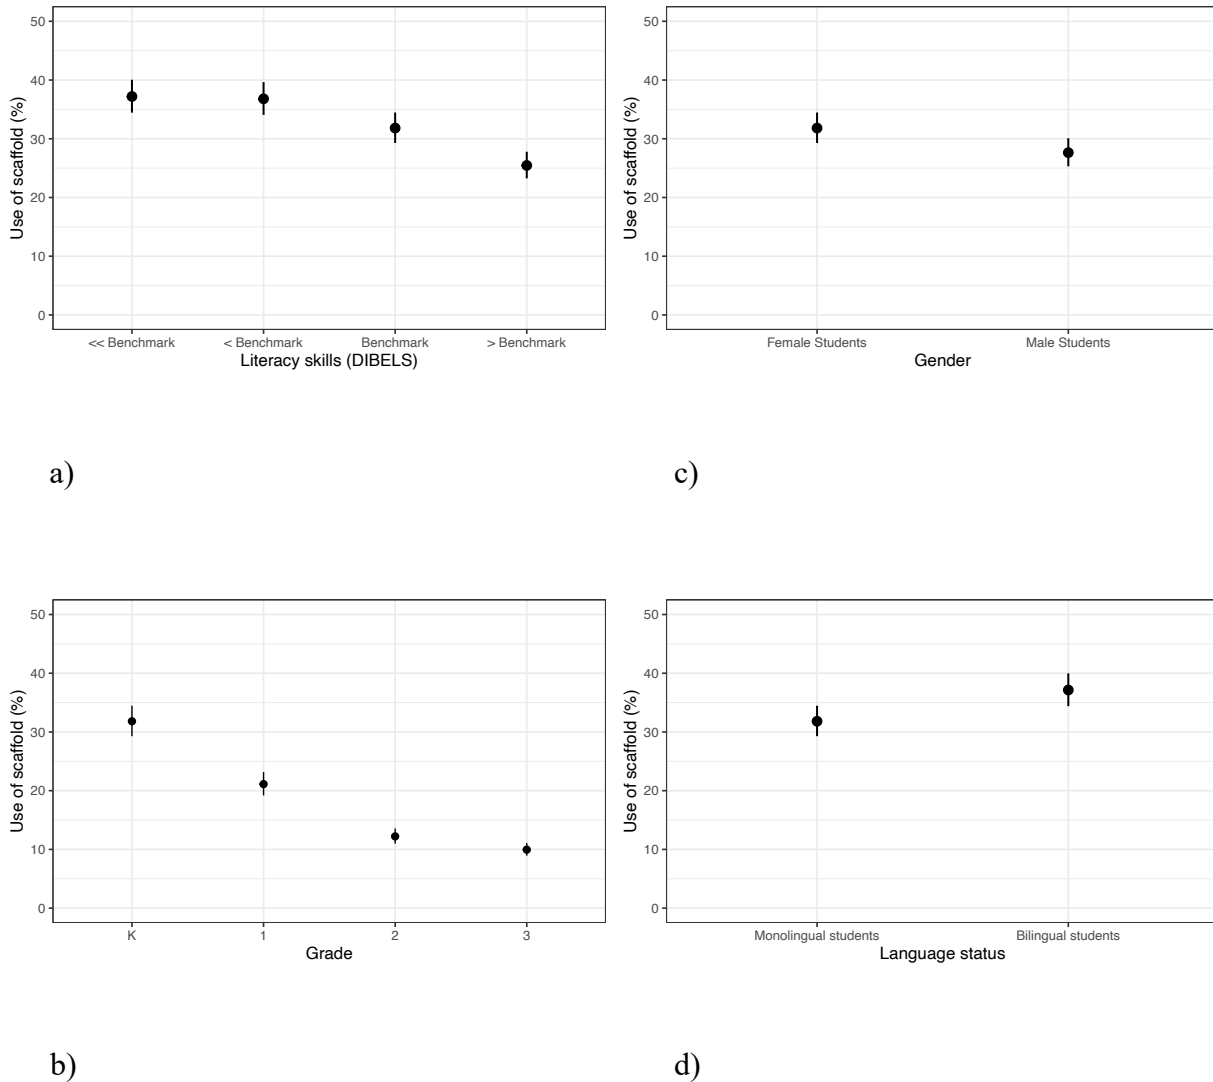 50
40
30
20
10
0
Use of scaffold (%)
<< Benchmark < Benchmark Benchmark > Benchmark
Literacy skills (DIBELS)
a)
50
40
30
20
10
0
Use of scaffold (%)
Female Students Male Students
Gender
c)
50
40
30
20
10
0
Use of scaffold (%)
K 1 2 3
Grade
b)
50
40
30
20
10
0
Use of scaffold (%)
Monolingual students Bilingual students
Language status
d)